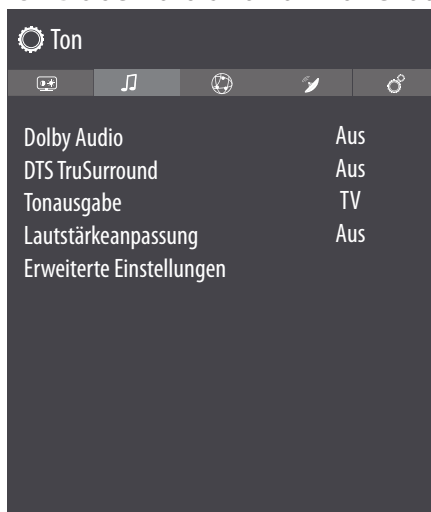 Ton
Dolby Audio Aus
DTS TruSurround Aus
Tonausgabe TV
Lautstärkeanpassung Aus
Erweiterte Einstellungen